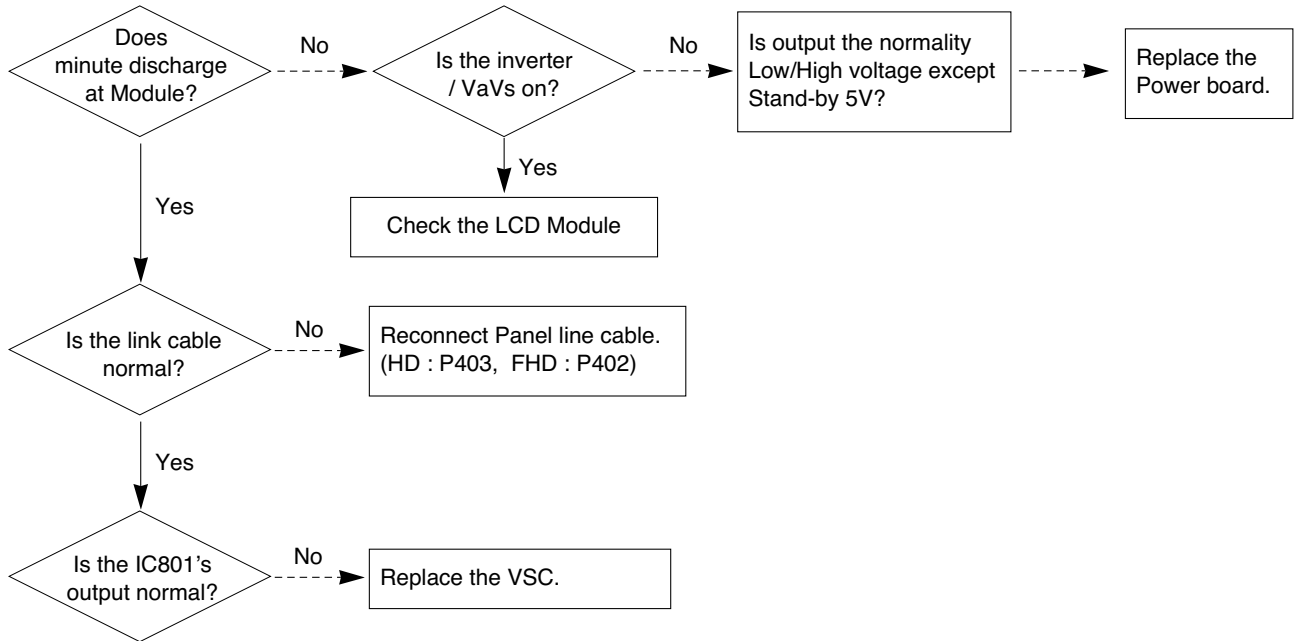 Does
minute discharge
at Module?
No
Is the inverter
/ VaVs on?
No
Is output the normality
Low/High voltage except
Stand-by 5V?
Replace the
Power board.
Yes
Check the LCD Module
Yes
Is the link cable
normal?
No
Reconnect Panel line cable.
(HD : P403, FHD : P402)
Yes
Is the IC801's
output normal?
No
Replace the VSC.